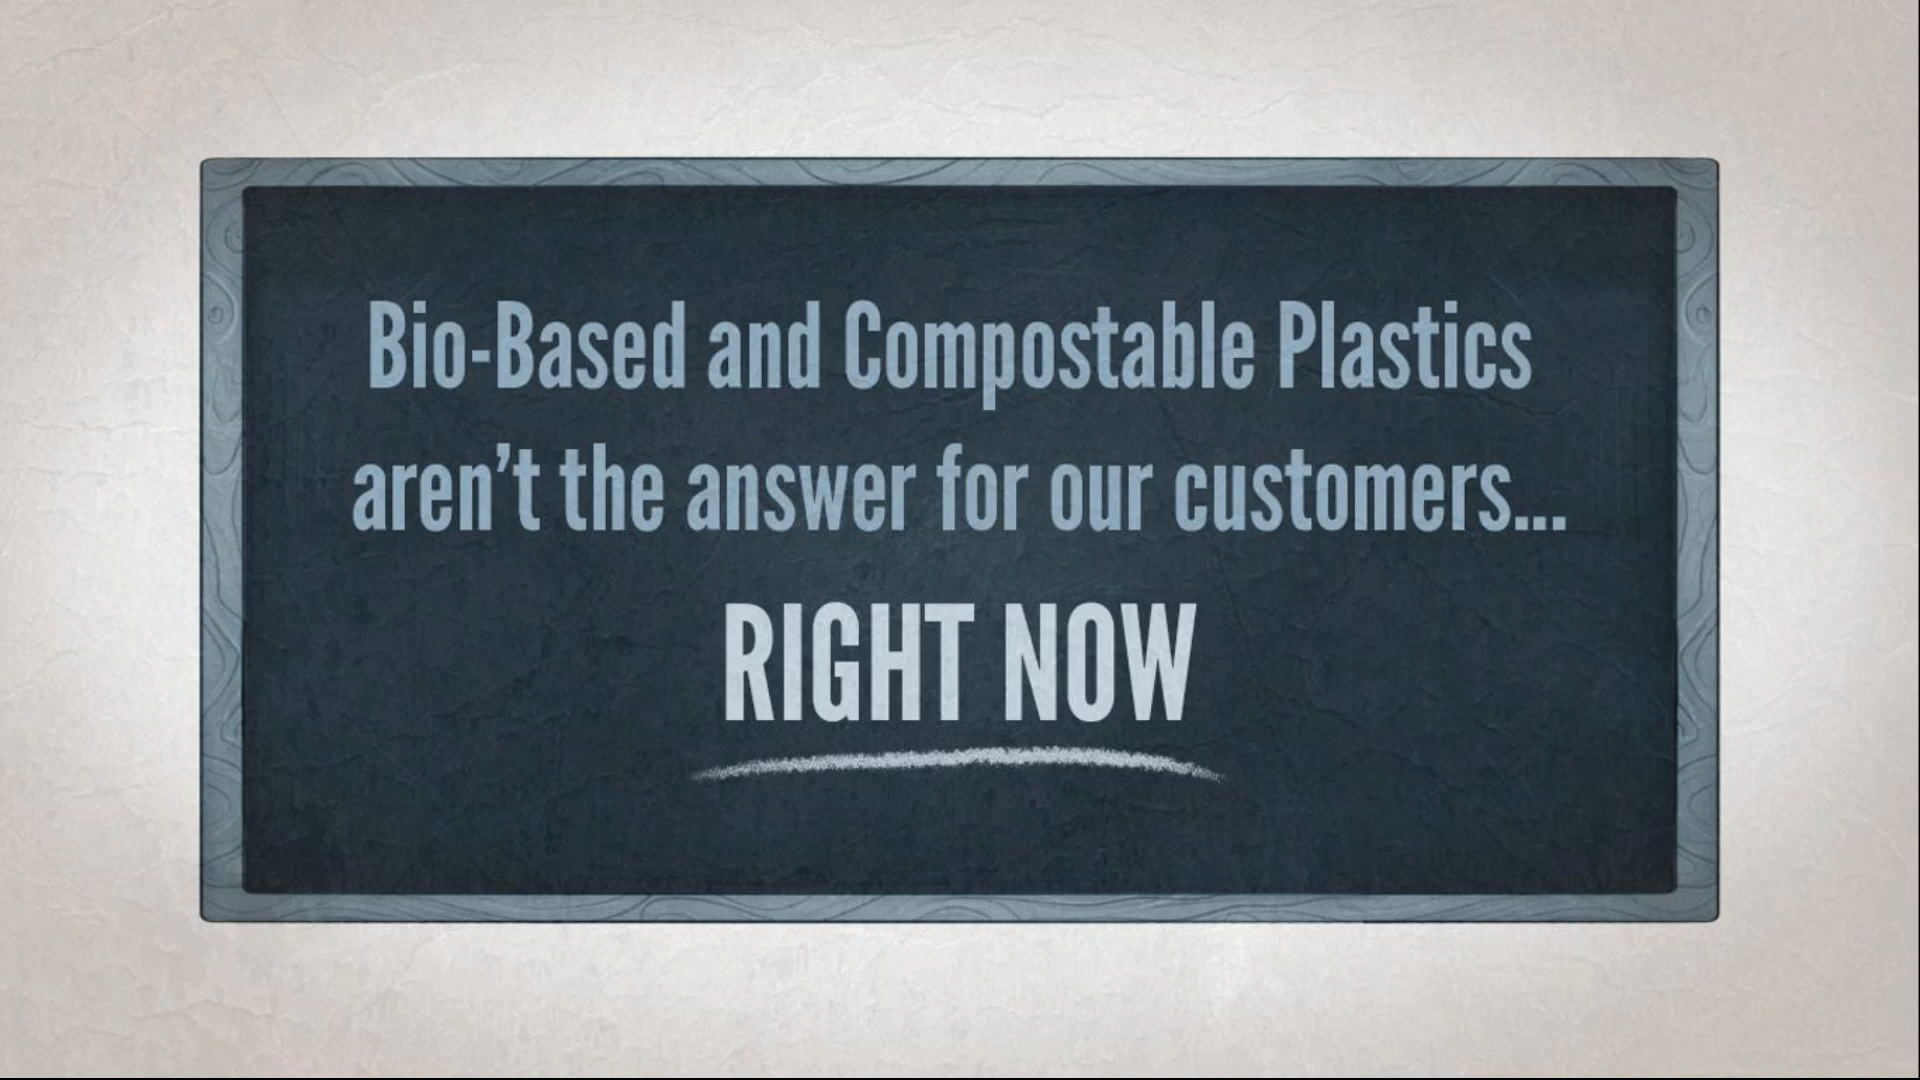 Bio-Based and Compostable Plastics
aren’t the answer for our customers...
RIGHT NOW